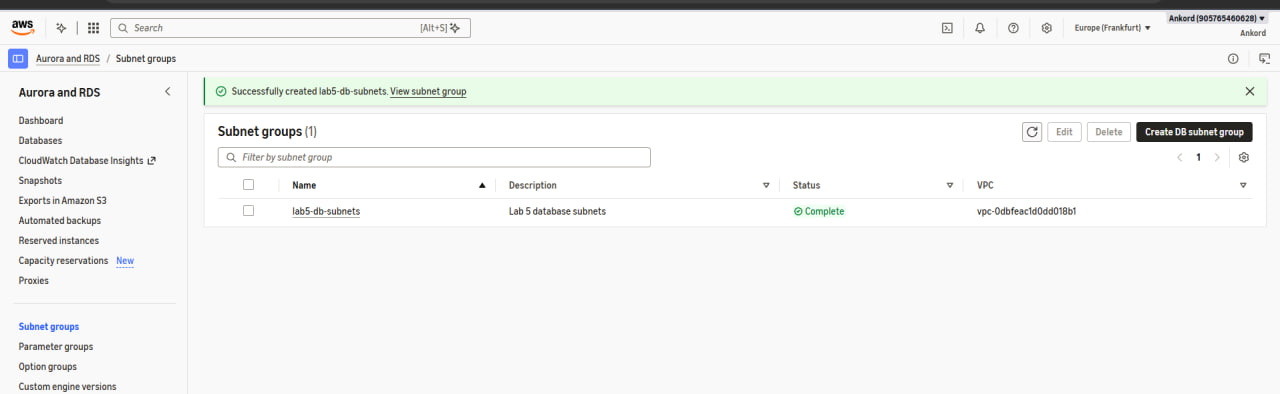 aws
Search [Alt+S]
Europe (Frankfurt)
Ankord (905765460628)
Ankord
Aurora and RDS / Subnet groups
Aurora and RDS
Dashboard
Databases
CloudWatch Database Insights
Snapshots
Exports in Amazon S3
Automated backups
Reserved instances
Capacity reservations New
Proxies
Subnet groups
Parameter groups
Option groups
Custom engine versions
Successfully created lab5-db-subnets. View subnet group
Subnet groups (1)
Edit
Delete
Create DB subnet group
Filter by subnet group
1
Name Description Status VPC
lab5-db-subnets Lab 5 database subnets Complete vpc-0dbfeac1d0dd018b1